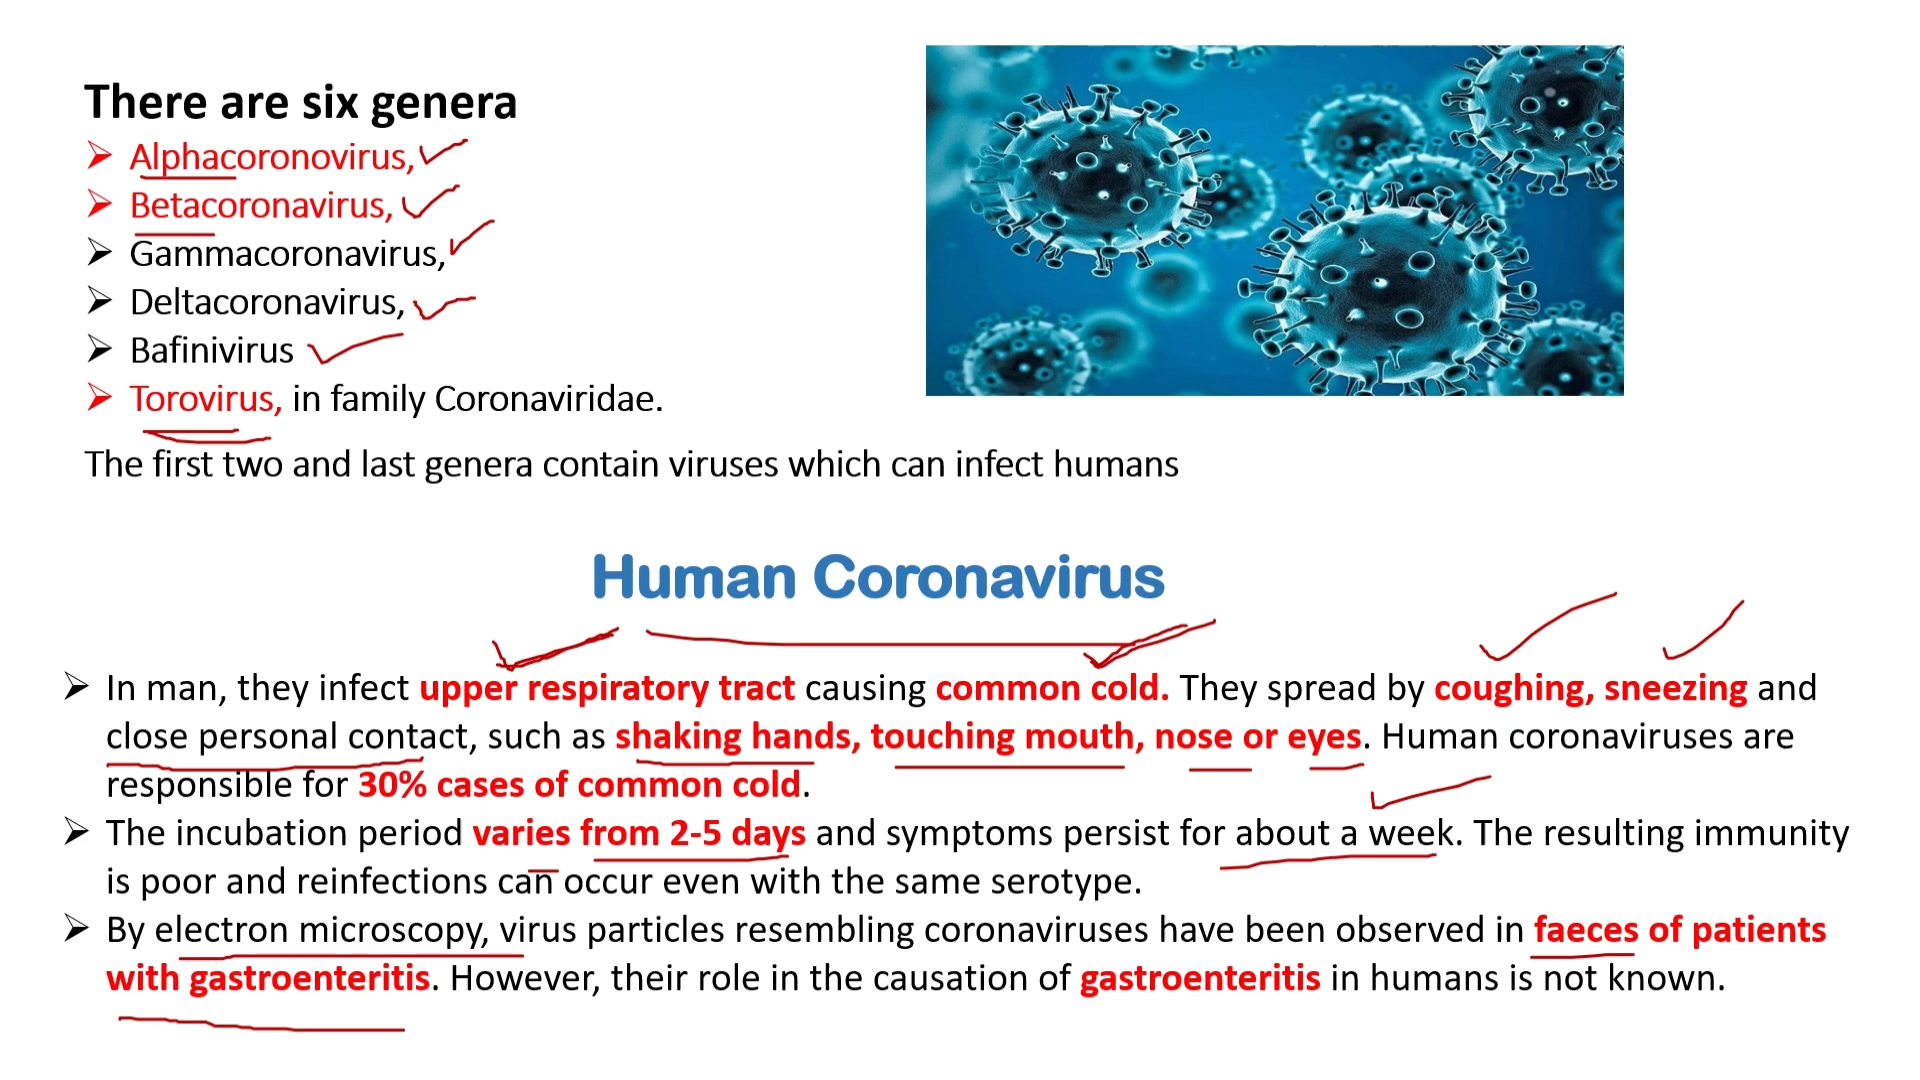 There are six genera
Alphacoronovirus,
Betacoronavirus,
Gammacoronavirus,
Deltacoronavirus,
Bafinivirus
Torovirus, in family Coronaviridae.
The first two and last genera contain viruses which can infect humans
Human Coronavirus
In man, they infect upper respiratory tract causing common cold. They spread by coughing, sneezing and
close personal contact, such as shaking hands, touching mouth, nose or eyes. Human coronaviruses are
responsible for 30% cases of common cold.
The incubation period varies from 2-5 days and symptoms persist for about a week. The resulting immunity
is poor and reinfections can occur even with the same serotype.
By electron microscopy, virus particles resembling coronaviruses have been observed in faeces of patients
with gastroenteritis. However, their role in the causation of gastroenteritis in humans is not known.